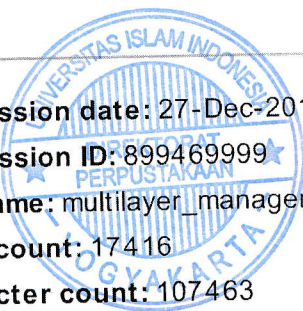 UNIVERSITAS ISLAM INDONESIA
ssion date: 27-Dec-201
DIREKTORAT
ssion ID: 899469999
PERPUSTAKAAN
ame: multilayer_manager
count: 17416
cter count: 107463
YOGYAKARTA